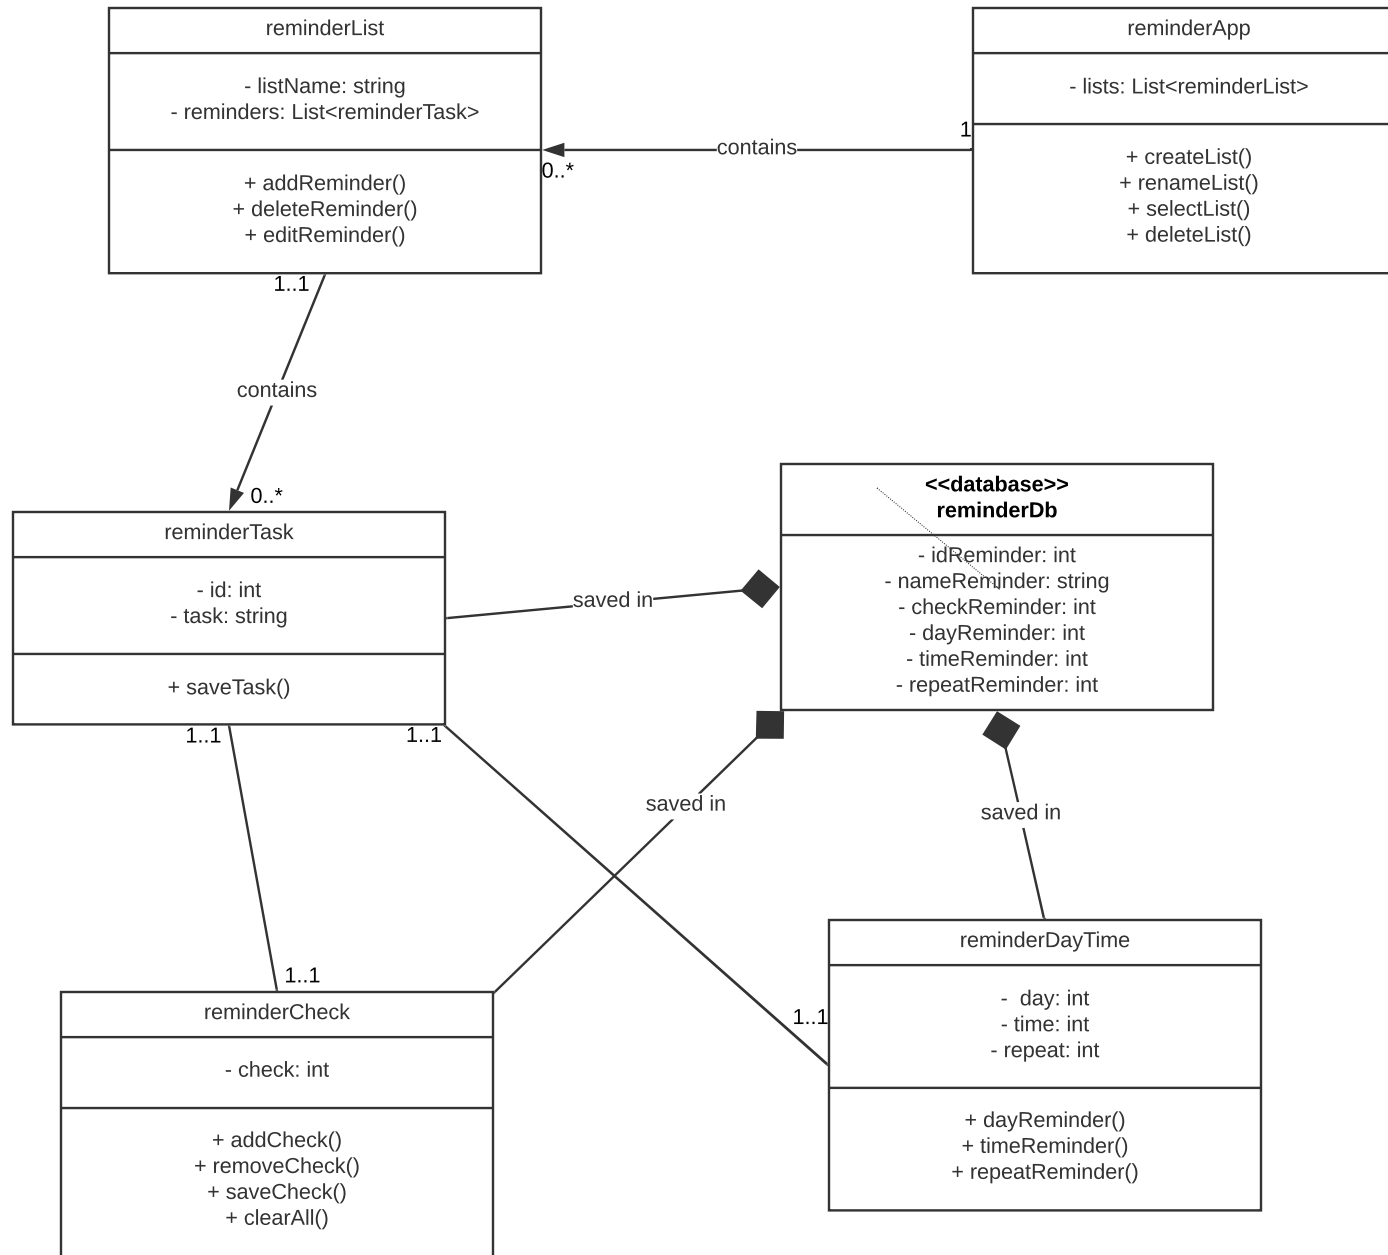 reminderList
- listName: string
- reminders: List<reminderTask>
+ addReminder()
+ deleteReminder()
+ editReminder()
reminderApp
- lists: List<reminderList>
+ createList()
+ renameList()
+ selectList()
+ deleteList()
1
contains
0..*
1..1
contains
0..*
reminderTask
- id: int
- task: string
+ saveTask()
<<database>>
reminderDb
- idReminder: int
- nameReminder: string
- checkReminder: int
- dayReminder: int
- timeReminder: int
- repeatReminder: int
saved in
1..1
1..1
saved in
saved in
1..1
1..1
reminderCheck
- check: int
+ addCheck()
+ removeCheck()
+ saveCheck()
+ clearAll()
reminderDayTime
-  day: int
- time: int
- repeat: int
+ dayReminder()
+ timeReminder()
+ repeatReminder()